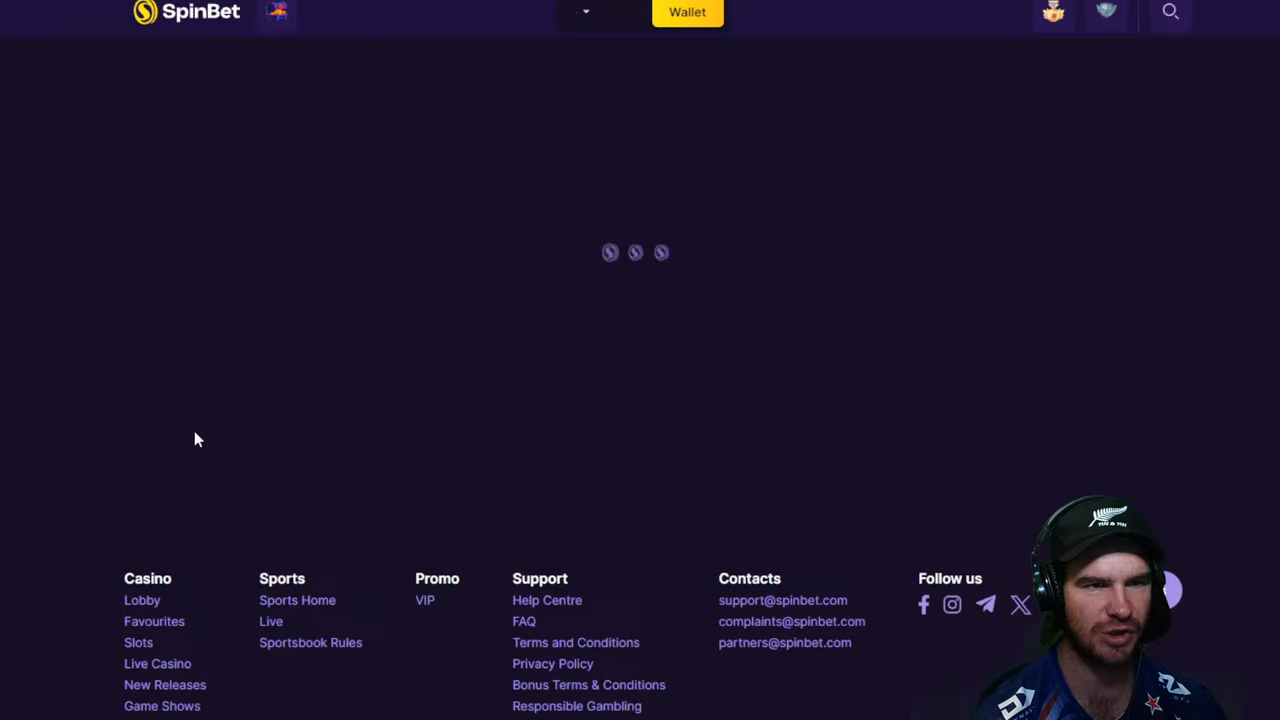 SpinBet
Wallet
Casino
Lobby
Favourites
Slots
Live Casino
New Releases
Game Shows
Sports
Sports Home
Live
Sportsbook Rules
Promo
VIP
Support
Help Centre
FAQ
Terms and Conditions
Privacy Policy
Bonus Terms & Conditions
Responsible Gambling
Contacts
support@spinbet.com
complaints@spinbet.com
partners@spinbet.com
Follow us